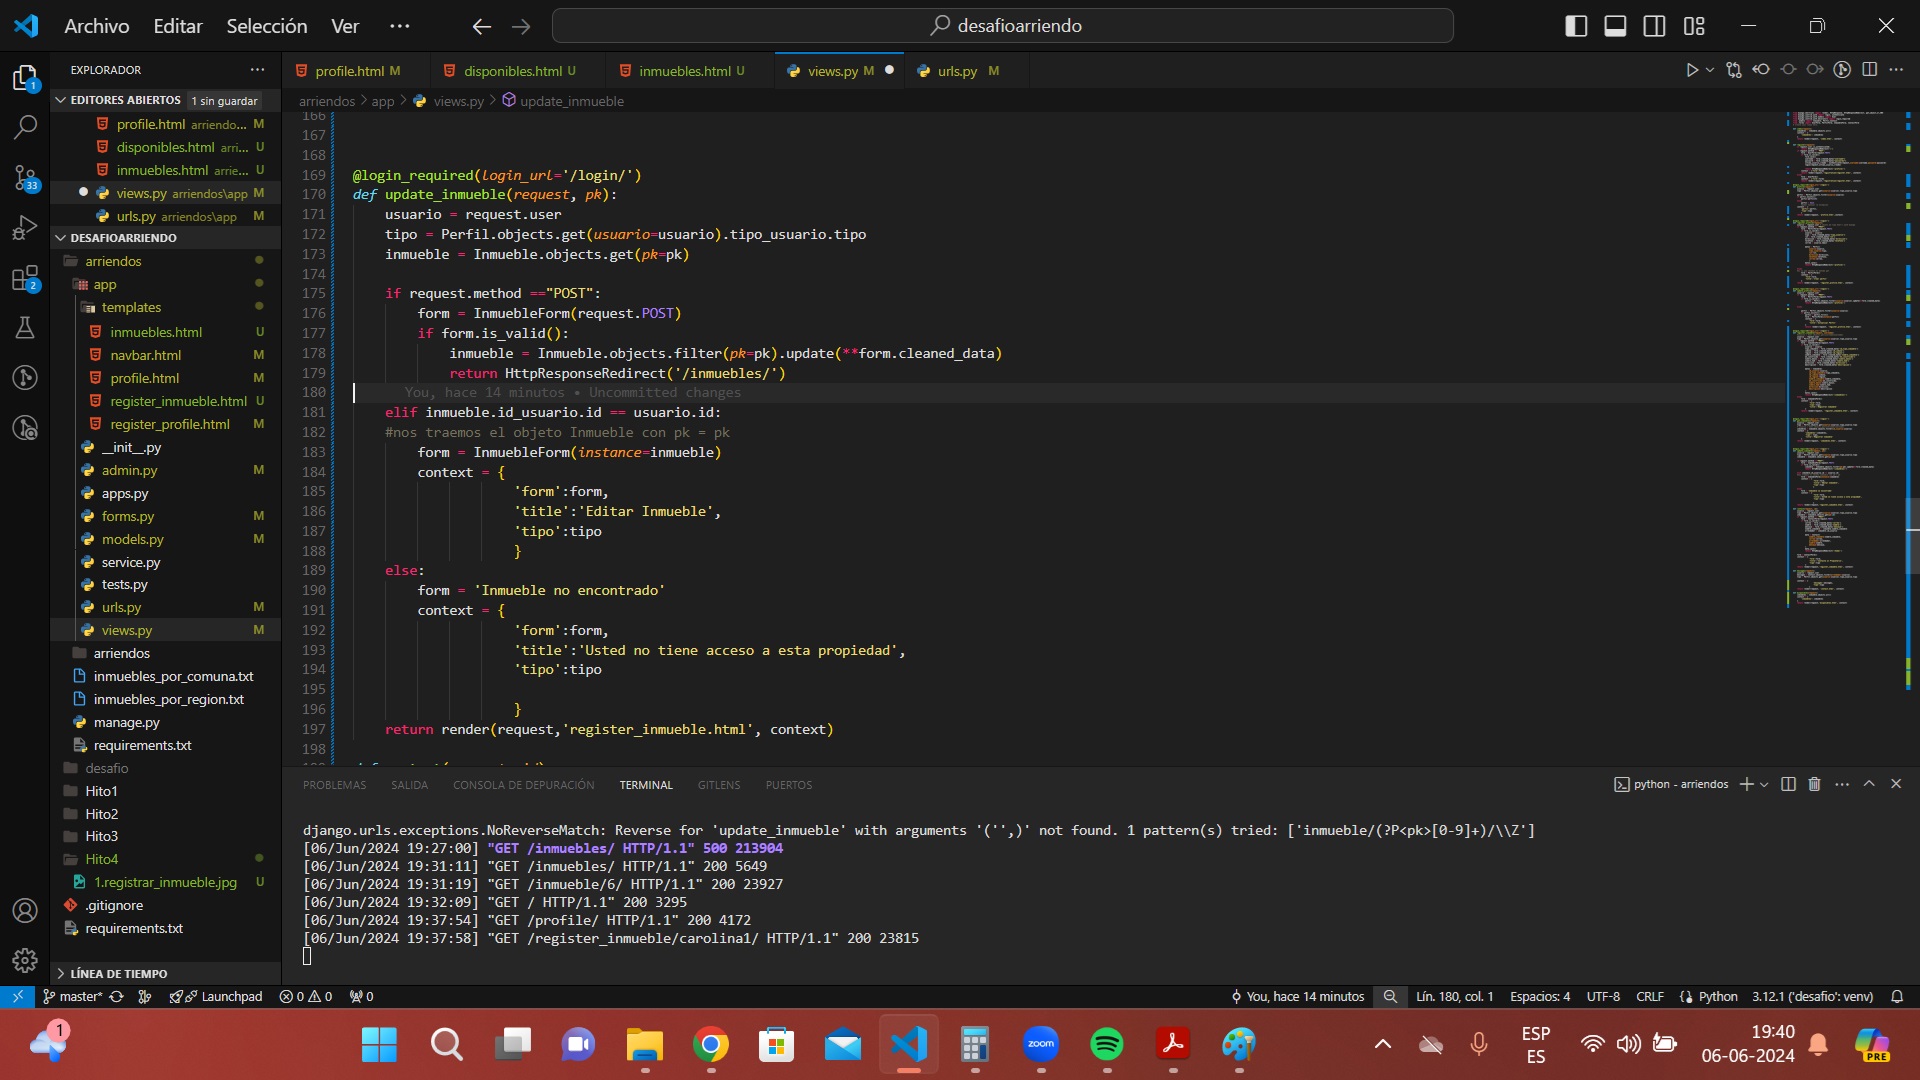 Archivo Editar Selección Ver ··· desafioarriendo
EXPLORADOR ···
EDITORES ABIERTOS 1 sin guardar
profile.html arriendo... M
disponibles.html arri... U
inmuebles.html arrie... U
views.py arriendos\app M
urls.py arriendos\app M
DESAFIOARRIENDO
arriendos
app
templates
inmuebles.html U
navbar.html M
profile.html M
register_inmueble.html U
register_profile.html M
__init__.py
admin.py M
apps.py
forms.py M
models.py M
service.py
tests.py
urls.py M
views.py M
arriendos
inmuebles_por_comuna.txt
inmuebles_por_region.txt
manage.py
requirements.txt
desafio
Hito1
Hito2
Hito3
Hito4
1.registrar_inmueble.jpg U
.gitignore
requirements.txt
LÍNEA DE TIEMPO
1
33
2
profile.html M disponibles.html U inmuebles.html U views.py M urls.py M
arriendos > app > views.py > update_inmueble
166
167
168
169 @login_required(login_url='/login/')
170 def update_inmueble(request, pk):
171 usuario = request.user
172 tipo = Perfil.objects.get(usuario=usuario).tipo_usuario.tipo
173 inmueble = Inmueble.objects.get(pk=pk)
174
175 if request.method =="POST":
176 form = InmuebleForm(request.POST)
177 if form.is_valid():
178 inmueble = Inmueble.objects.filter(pk=pk).update(**form.cleaned_data)
179 return HttpResponseRedirect('/inmuebles/')
180 You, hace 14 minutos • Uncommitted changes
181 elif inmueble.id_usuario.id == usuario.id:
182 #nos traemos el objeto Inmueble con pk = pk
183 form = InmuebleForm(instance=inmueble)
184 context = {
185 'form':form,
186 'title':'Editar Inmueble',
187 'tipo':tipo
188 }
189 else:
190 form = 'Inmueble no encontrado'
191 context = {
192 'form':form,
193 'title':'Usted no tiene acceso a esta propiedad',
194 'tipo':tipo
195
196 }
197 return render(request,'register_inmueble.html', context)
198
PROBLEMAS SALIDA CONSOLA DE DEPURACIÓN TERMINAL GITLENS PUERTOS python - arriendos
django.urls.exceptions.NoReverseMatch: Reverse for 'update_inmueble' with arguments '('',)' not found. 1 pattern(s) tried: ['inmueble/(?P<pk>[0-9]+)/\\Z']
[06/Jun/2024 19:27:00] "GET /inmuebles/ HTTP/1.1" 500 213904
[06/Jun/2024 19:31:11] "GET /inmuebles/ HTTP/1.1" 200 5649
[06/Jun/2024 19:31:19] "GET /inmueble/6/ HTTP/1.1" 200 23927
[06/Jun/2024 19:32:09] "GET / HTTP/1.1" 200 3295
[06/Jun/2024 19:37:54] "GET /profile/ HTTP/1.1" 200 4172
[06/Jun/2024 19:37:58] "GET /register_inmueble/carolina1/ HTTP/1.1" 200 23815
master* Launchpad 0 0 0 You, hace 14 minutos Lín. 180, col. 1 Espacios: 4 UTF-8 CRLF Python 3.12.1 ('desafio': venv)
1 zoom ESP ES 19:40 06-06-2024 PRE